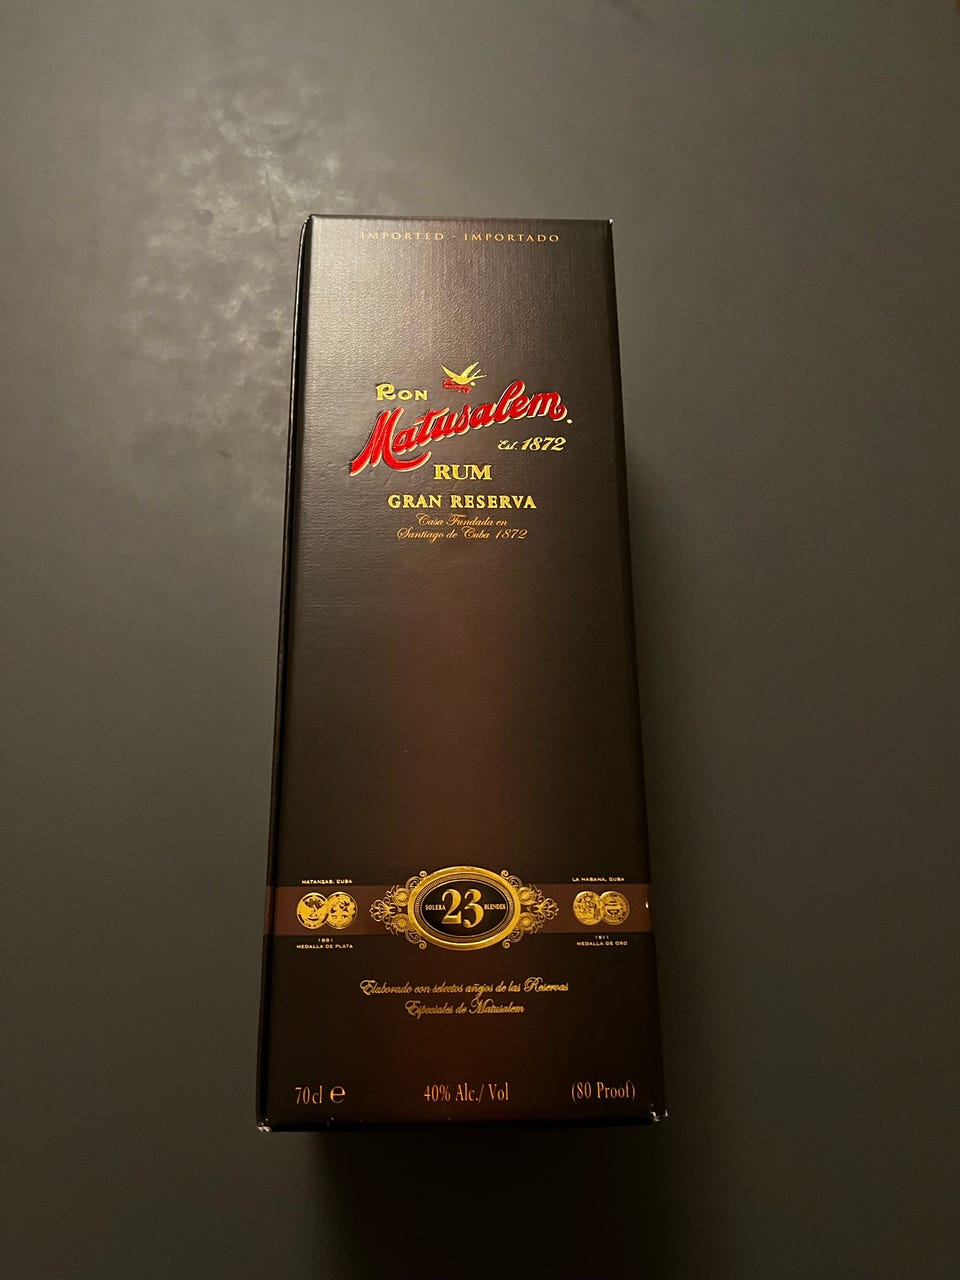 IMPORTED - IMPORTADO
RON
Matusalem
Est. 1872
RUM
GRAN RESERVA
Casa Fundada en
Santiago de Cuba 1872
MATANZAS, CUBA
1881
MEDALLA DE PLATA
SOLERA 23 BLENDER
LA HABANA, CUBA
1911
MEDALLA DE ORO
Elaborado con selectos añejos de las Reservas
Especiales de Matusalem
70cl e 40% Alc./ Vol (80 Proof)